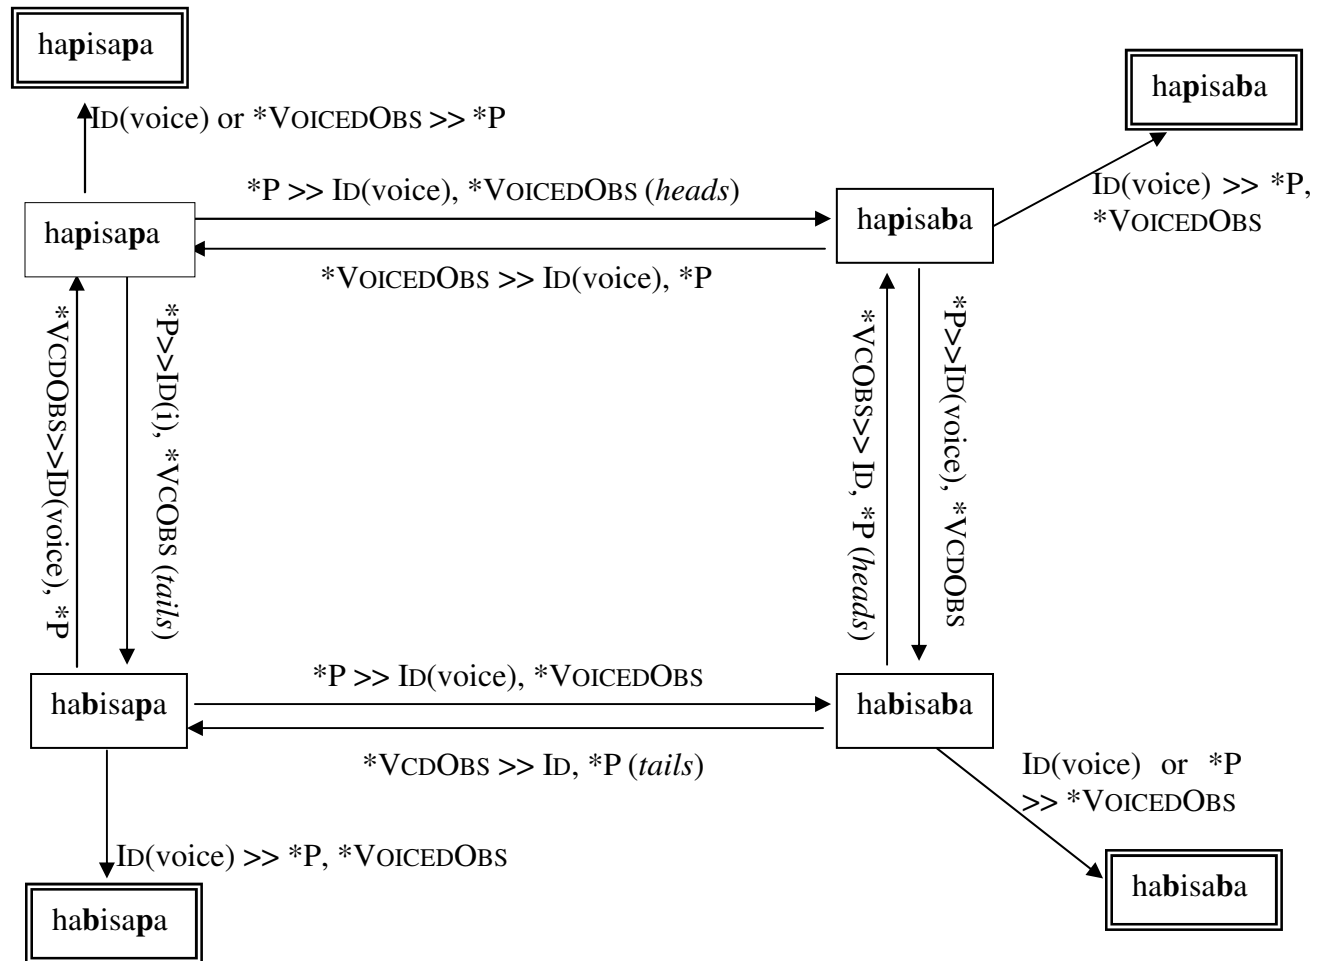 hapisapa
hapisaba
ID(voice) or *VOICEDOBS >> *P
*P >> ID(voice), *VOICEDOBS (heads)
ID(voice) >> *P,
*VOICEDOBS
hapisapa
hapisaba
*VOICEDOBS >> ID(voice), *P
*VCDOBS>>ID(voice), *P
*P>>ID(i), *VCOBS (tails)
*VCOBS>> ID, *P (heads)
*P>>ID(voice), *VCDOBS
*P >> ID(voice), *VOICEDOBS
habisapa
habisaba
*VCDOBS >> ID, *P (tails)
ID(voice) or *P
>> *VOICEDOBS
ID(voice) >> *P, *VOICEDOBS
habisaba
habisapa